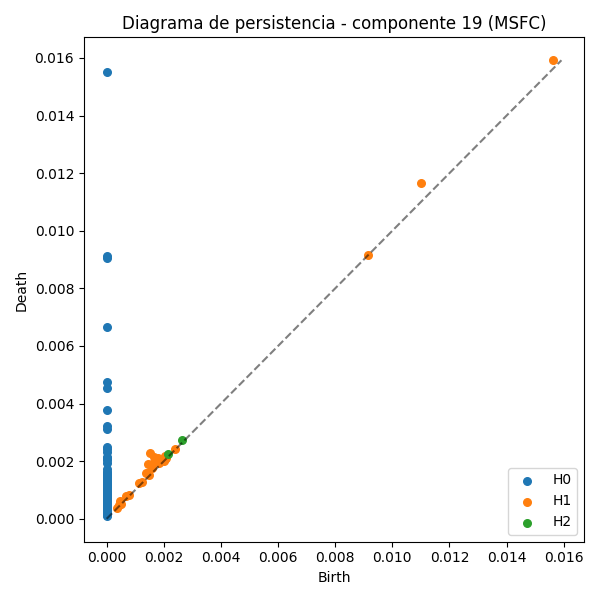 Diagrama de persistencia - componente 19 (MSFC)
0.016
0.014
0.012
0.010
0.008
0.006
0.004
0.002
0.000
Death
0.000 0.002 0.004 0.006 0.008 0.010 0.012 0.014 0.016
Birth
H0
H1
H2